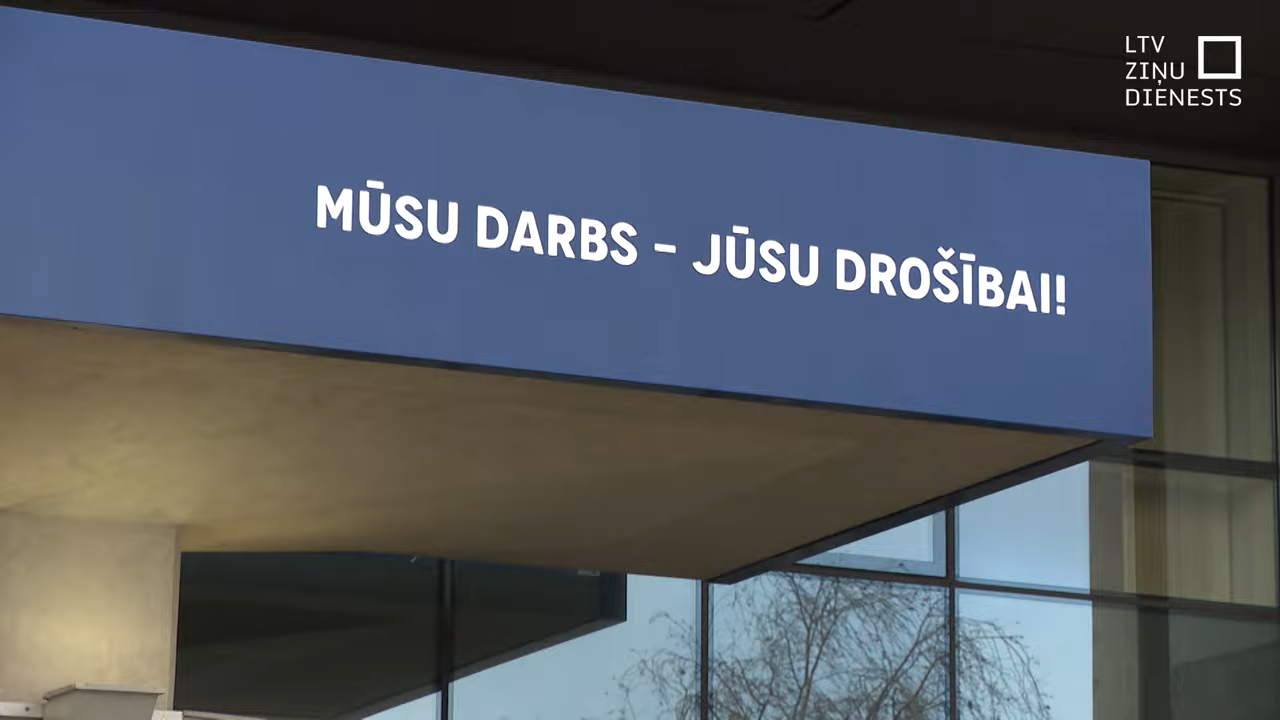 LTV
ZIŅU
DIENESTS
MŪSU DARBS – JŪSU DROŠĪBAI!